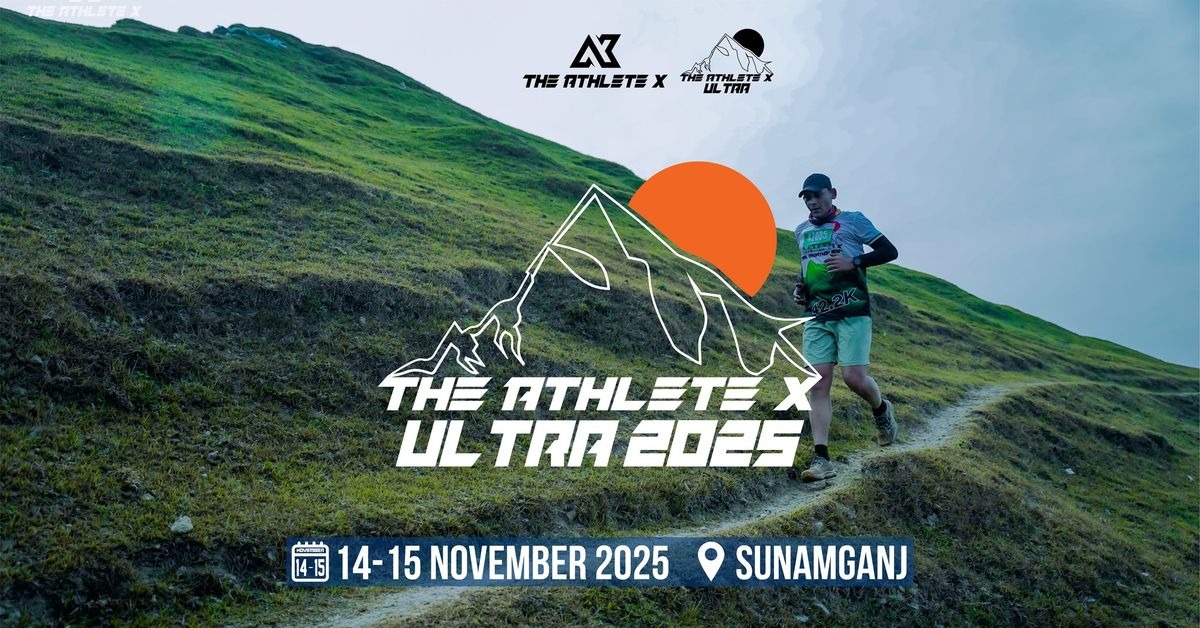 THE ATHLETE X
THE ATHLETE X
THE ATHLETE X
ULTRA
42.2K
THE ATHLETE X
ULTRA 2025
NOVEMBER
14-15
14-15 NOVEMBER 2025
SUNAMGANJ